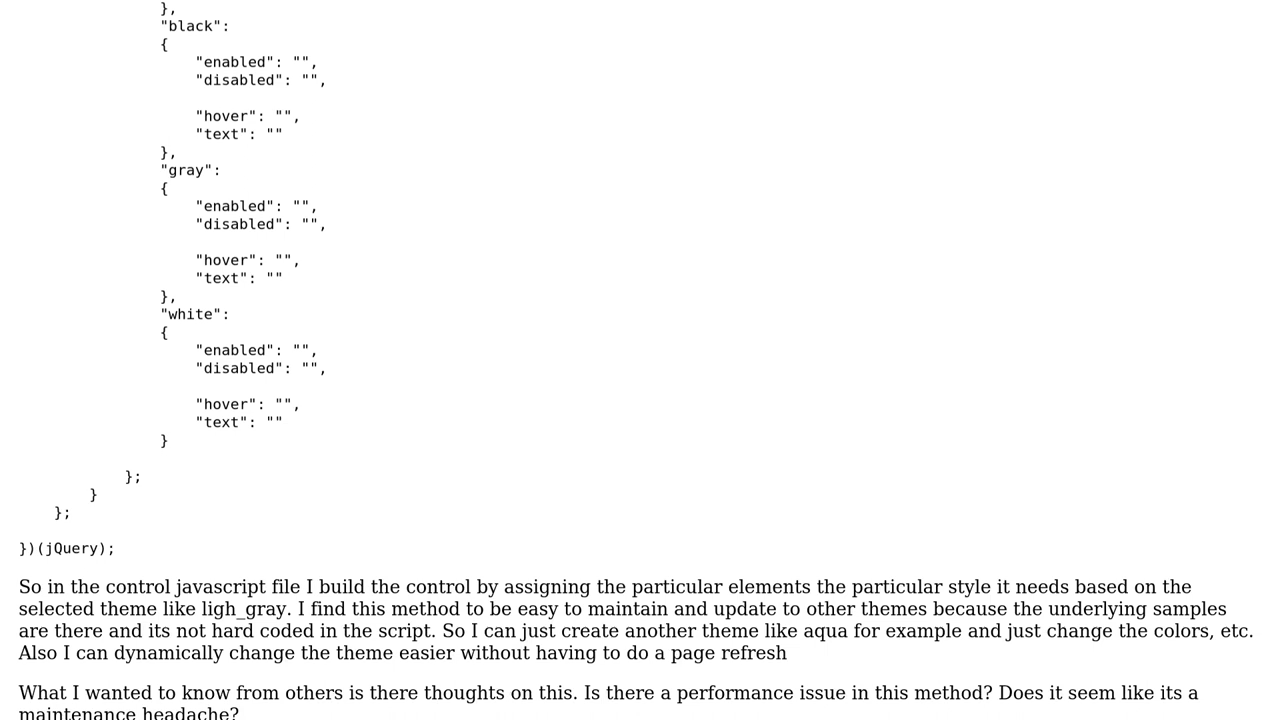 },
"black":
{
"enabled": "",
"disabled": "",
"hover": "",
"text": ""
},
"gray":
{
"enabled": "",
"disabled": "",
"hover": "",
"text": ""
},
"white":
{
"enabled": "",
"disabled": "",
"hover": "",
"text": ""
}
};
}
};
})(jQuery);
So in the control javascript file I build the control by assigning the particular elements the particular style it needs based on the
selected theme like ligh_gray. I find this method to be easy to maintain and update to other themes because the underlying samples
are there and its not hard coded in the script. So I can just create another theme like aqua for example and just change the colors, etc.
Also I can dynamically change the theme easier without having to do a page refresh
What I wanted to know from others is there thoughts on this. Is there a performance issue in this method? Does it seem like its a
maintenance headache?